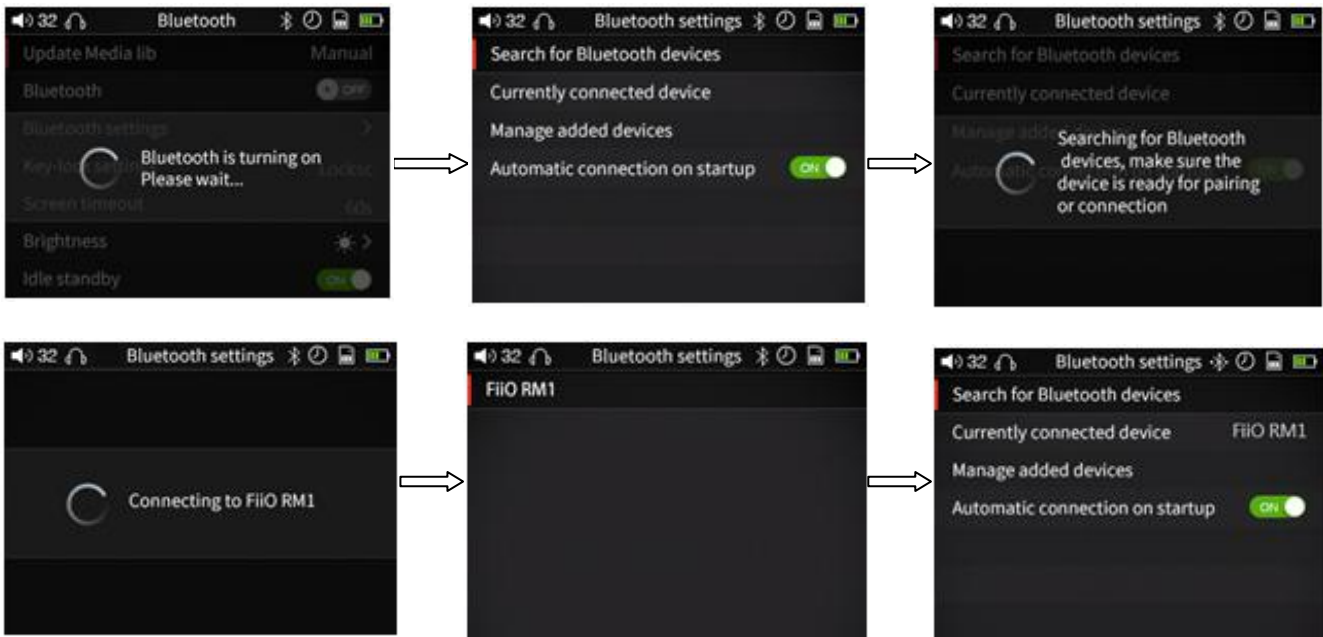 32 Bluetooth
Update Media lib Manual
Bluetooth OFF
Bluetooth settings
Bluetooth is turning on
Please wait...
Screen timeout 60s
Brightness
Idle standby ON
32 Bluetooth settings
Search for Bluetooth devices
Currently connected device
Manage added devices
Automatic connection on startup ON
32 Bluetooth settings
Search for Bluetooth devices
Currently connected device
Searching for Bluetooth
devices, make sure the
device is ready for pairing
or connection
32 Bluetooth settings
Connecting to FiiO RM1
32 Bluetooth settings
FiiO RM1
32 Bluetooth settings
Search for Bluetooth devices
Currently connected device FiiO RM1
Manage added devices
Automatic connection on startup ON